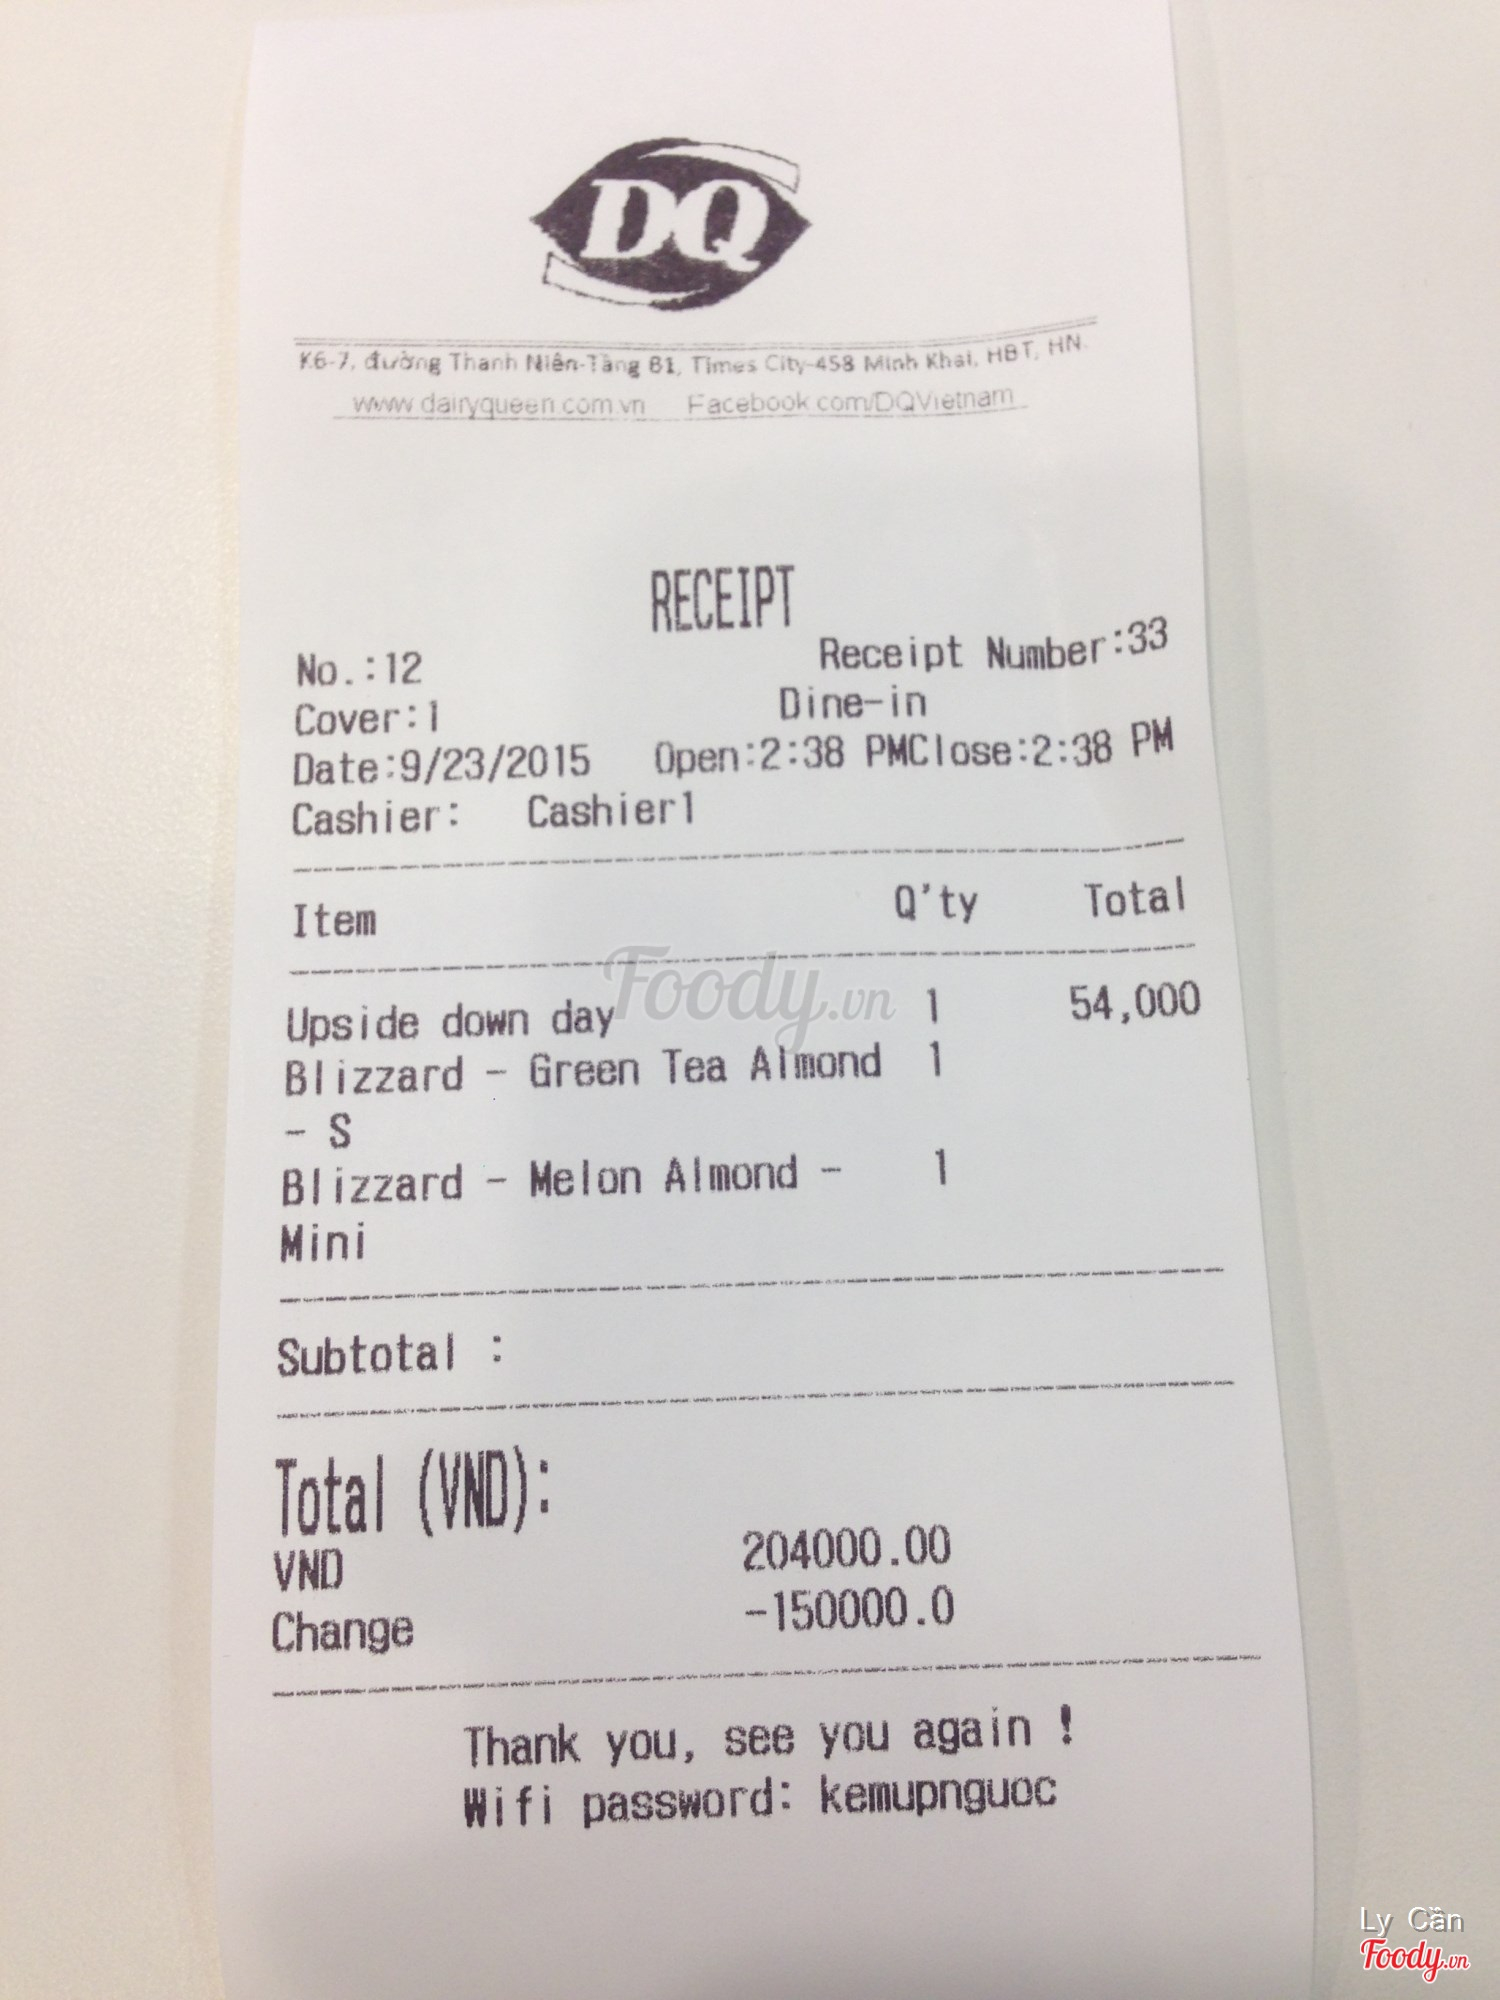 DQ
K6-7, đường Thanh Niên-Tầng B1, Times City-458 Minh Khai, HBT, HN.
www.dairyqueen.com.vn Facebook.com/DQVietnam
RECEIPT
No.:12 Receipt Number:33
Cover:1 Dine-in
Date:9/23/2015 Open:2:38 PMClose:2:38 PM
Cashier: Cashier1
Item Q'ty Total
Foody.vn
Upside down day 1 54,000
Blizzard - Green Tea Almond 1
- S
Blizzard - Melon Almond - 1
Mini
Subtotal :
Total (VND):
VND 204000.00
Change -150000.0
Thank you, see you again !
Wifi password: kemupnguoc
Ly Cần
Foody.vn